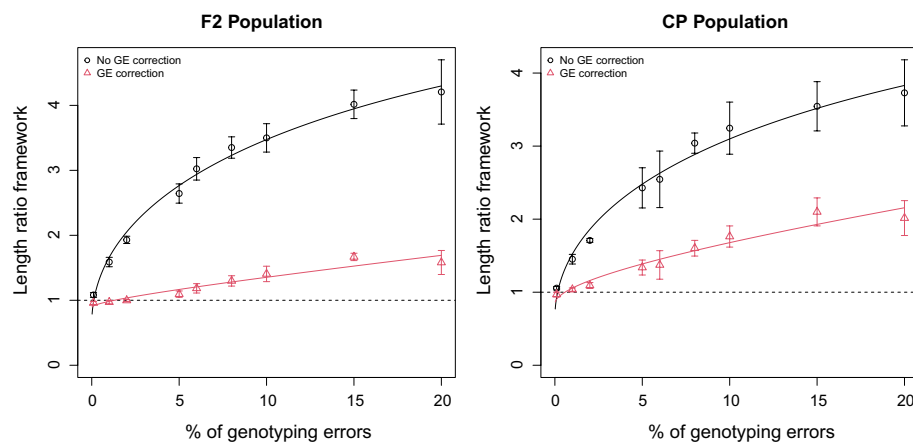 F2 Population
No GE correction
GE correction
Length ratio framework
0
1
2
3
4
0
5
10
15
20
% of genotyping errors
CP Population
No GE correction
GE correction
Length ratio framework
0
1
2
3
4
0
5
10
15
20
% of genotyping errors